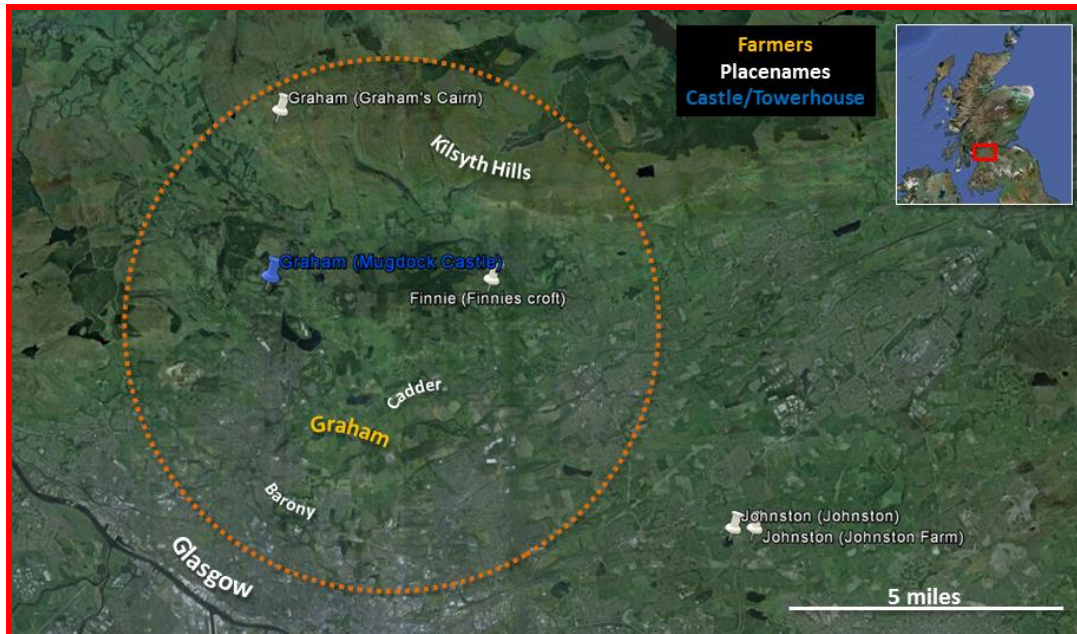 Farmers
Placenames
Castle/Towerhouse
Graham (Graham's Cairn)
Kilsyth Hills
Graham (Mugdock Castle)
Finnie (Finnies croft)
Cadder
Graham
Barony
Johnston (Johnston)
Johnston (Johnston Farm)
Glasgow
5 miles